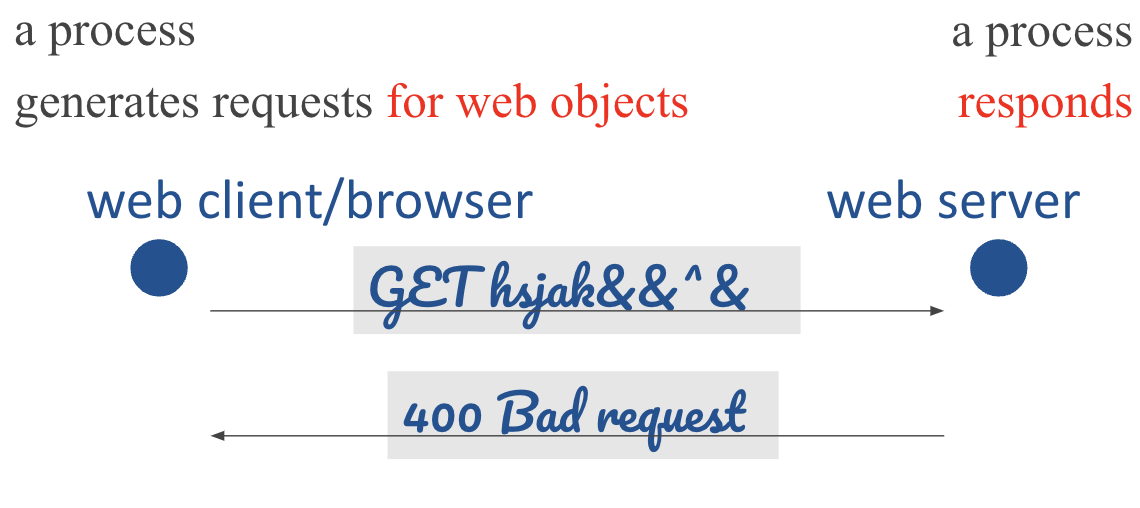 a process
generates requests for web objects
a process
responds
web client/browser
web server
GET hsjak&&^&
400 Bad request